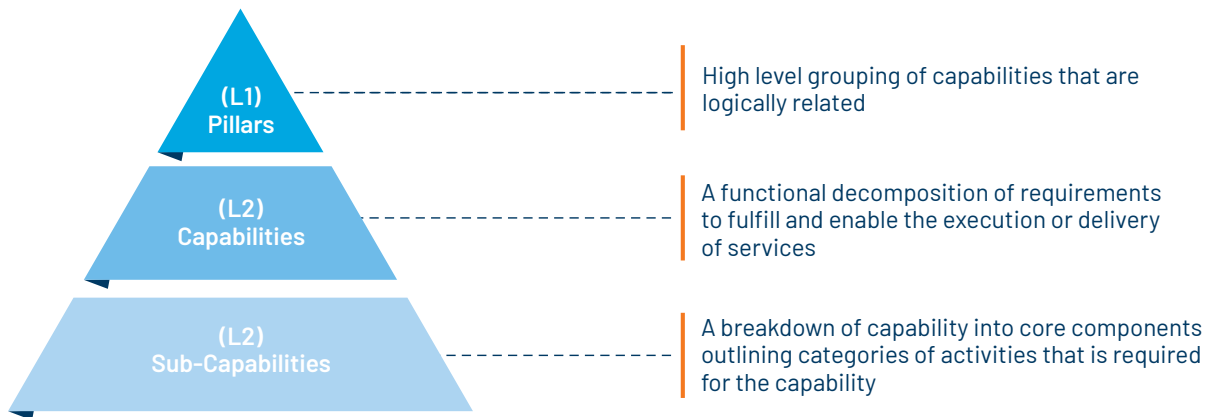 (L1)
Pillars
High level grouping of capabilities that are
logically related
(L2)
Capabilities
A functional decomposition of requirements
to fulfill and enable the execution or delivery
of services
(L2)
Sub-Capabilities
A breakdown of capability into core components
outlining categories of activities that is required
for the capability